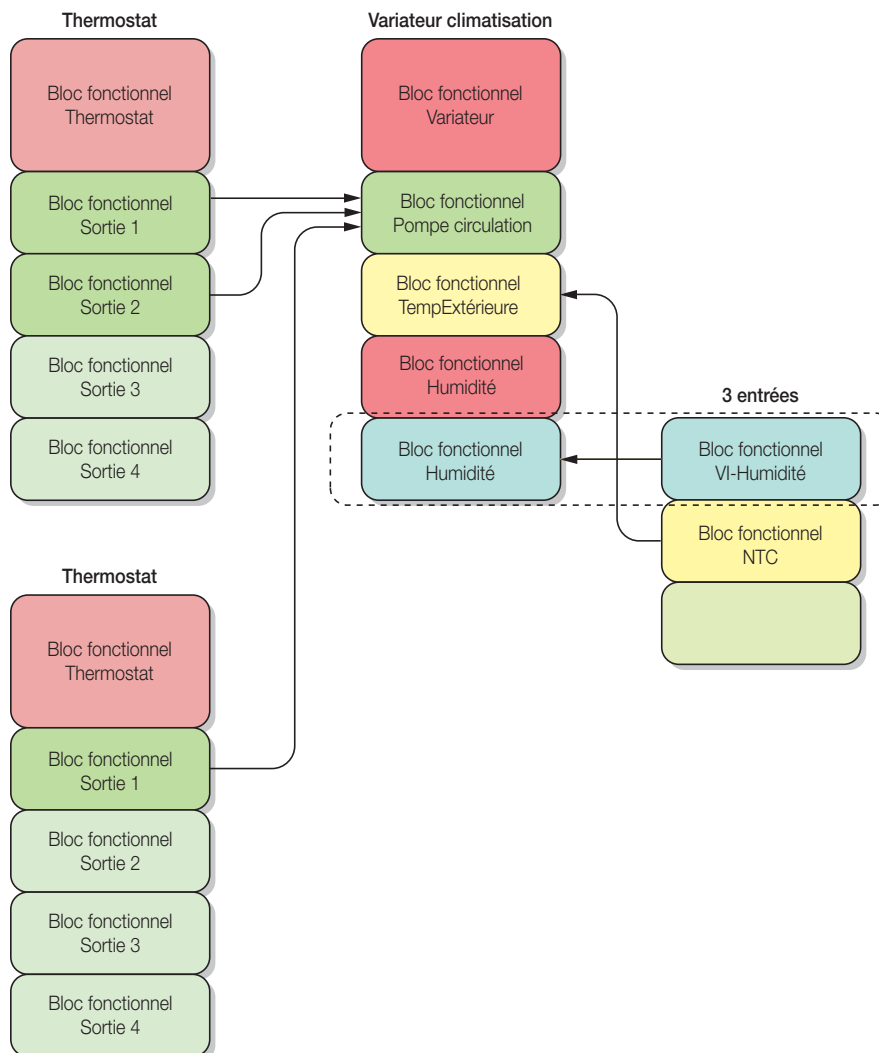 Thermostat
Bloc fonctionnel
Thermostat
Bloc fonctionnel
Sortie 1
Bloc fonctionnel
Sortie 2
Bloc fonctionnel
Sortie 3
Bloc fonctionnel
Sortie 4
Variateur climatisation
Bloc fonctionnel
Variateur
Bloc fonctionnel
Pompe circulation
Bloc fonctionnel
TempExtérieure
Bloc fonctionnel
Humidité
Bloc fonctionnel
Humidité
3 entrées
Bloc fonctionnel
VI-Humidité
Bloc fonctionnel
NTC
Thermostat
Bloc fonctionnel
Thermostat
Bloc fonctionnel
Sortie 1
Bloc fonctionnel
Sortie 2
Bloc fonctionnel
Sortie 3
Bloc fonctionnel
Sortie 4